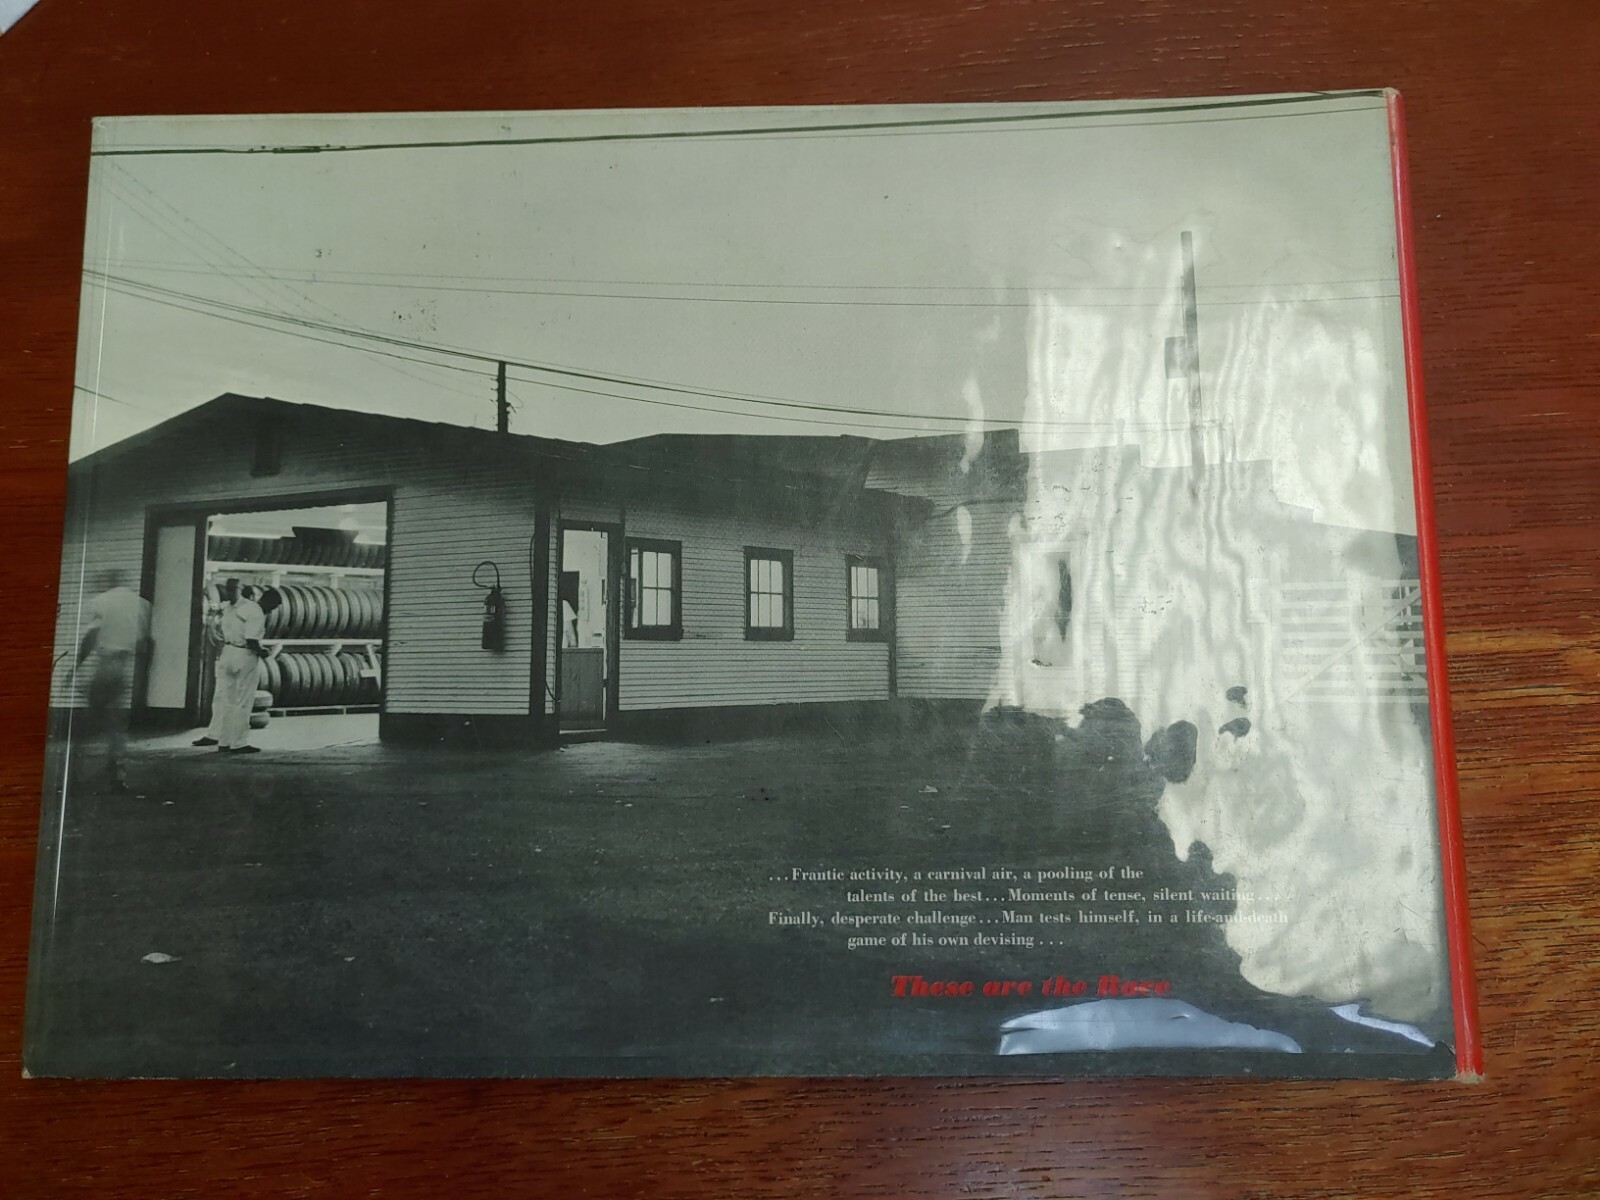 ...Frantic activity, a carnival air, a pooling of the
talents of the best...Moments of tense, silent waiting...
Finally, desperate challenge...Man tests himself, in a life-and-death
game of his own devising...
These are the Race